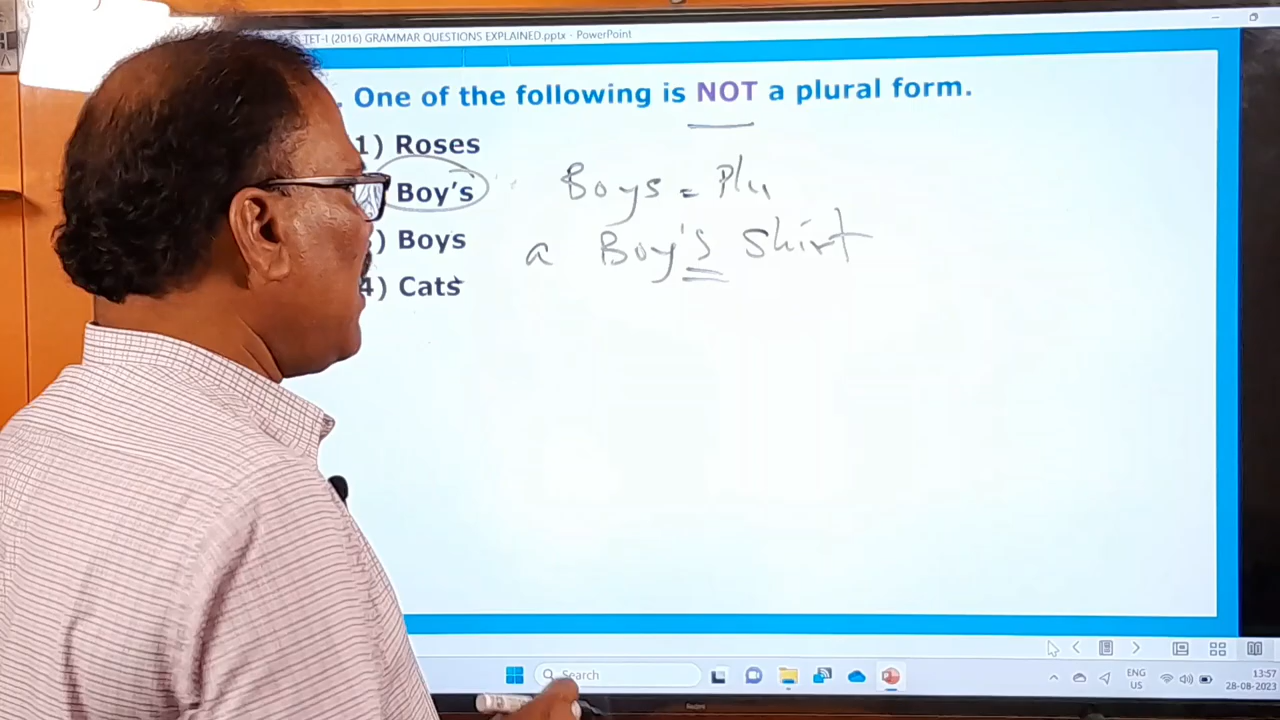 TET-I (2016) GRAMMAR QUESTIONS EXPLAINED.pptx - PowerPoint
. One of the following is NOT a plural form.
1) Roses
Boy's
) Boys
4) Cats
Boys = Plu
a Boy's Shirt
Search
ENG
US
13:57
28-08-2023
Redmi